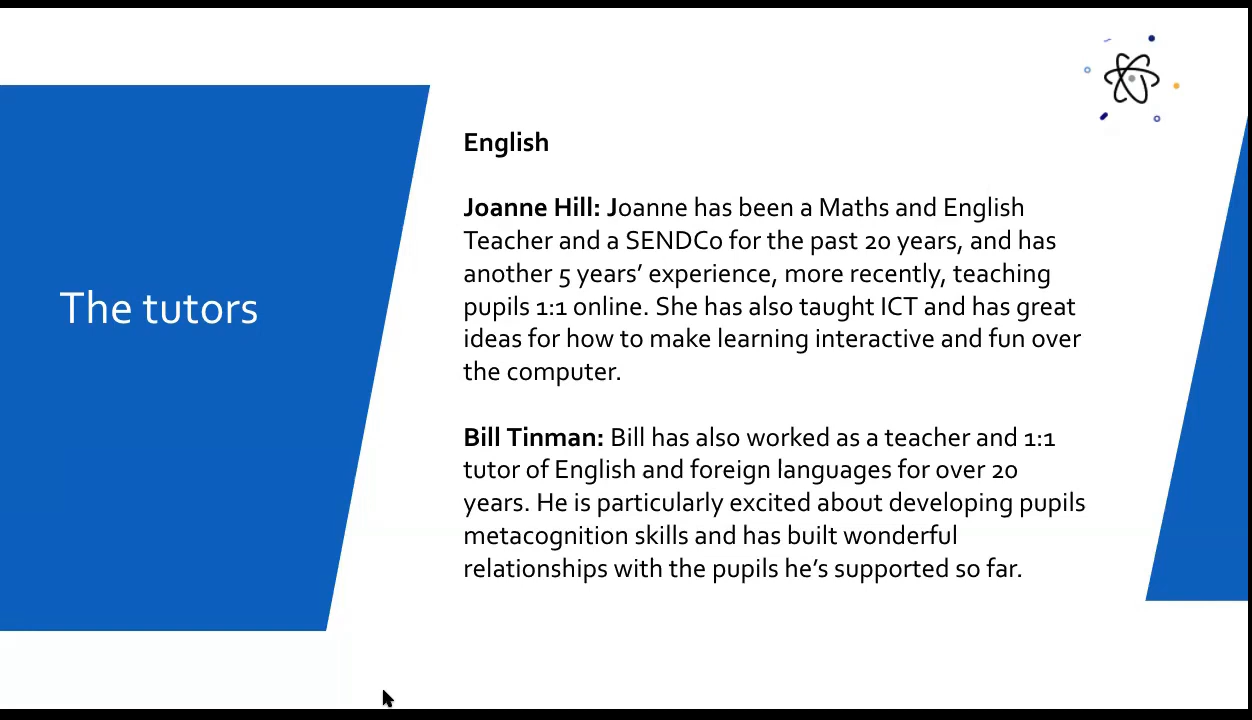 The tutors
English
Joanne Hill: Joanne has been a Maths and English
Teacher and a SENDCo for the past 20 years, and has
another 5 years’ experience, more recently, teaching
pupils 1:1 online. She has also taught ICT and has great
ideas for how to make learning interactive and fun over
the computer.
Bill Tinman: Bill has also worked as a teacher and 1:1
tutor of English and foreign languages for over 20
years. He is particularly excited about developing pupils
metacognition skills and has built wonderful
relationships with the pupils he’s supported so far.